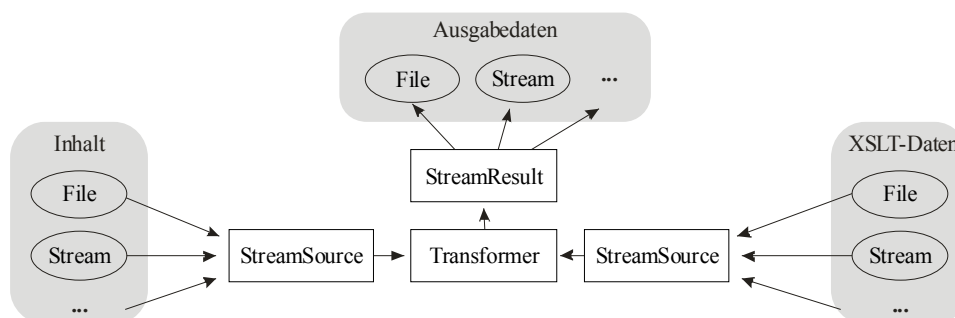 Ausgabedaten
File
Stream
...
Inhalt
File
Stream
...
StreamResult
StreamSource
Transformer
StreamSource
XSLT-Daten
File
Stream
...